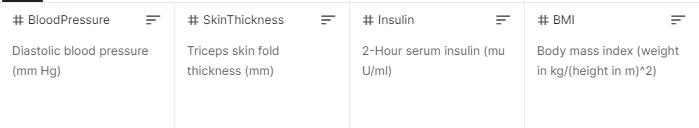 # BloodPressure
Diastolic blood pressure
(mm Hg)
# SkinThickness
Triceps skin fold
thickness (mm)
# Insulin
2-Hour serum insulin (mu
U/ml)
# BMI
Body mass index (weight
in kg/(height in m)^2)